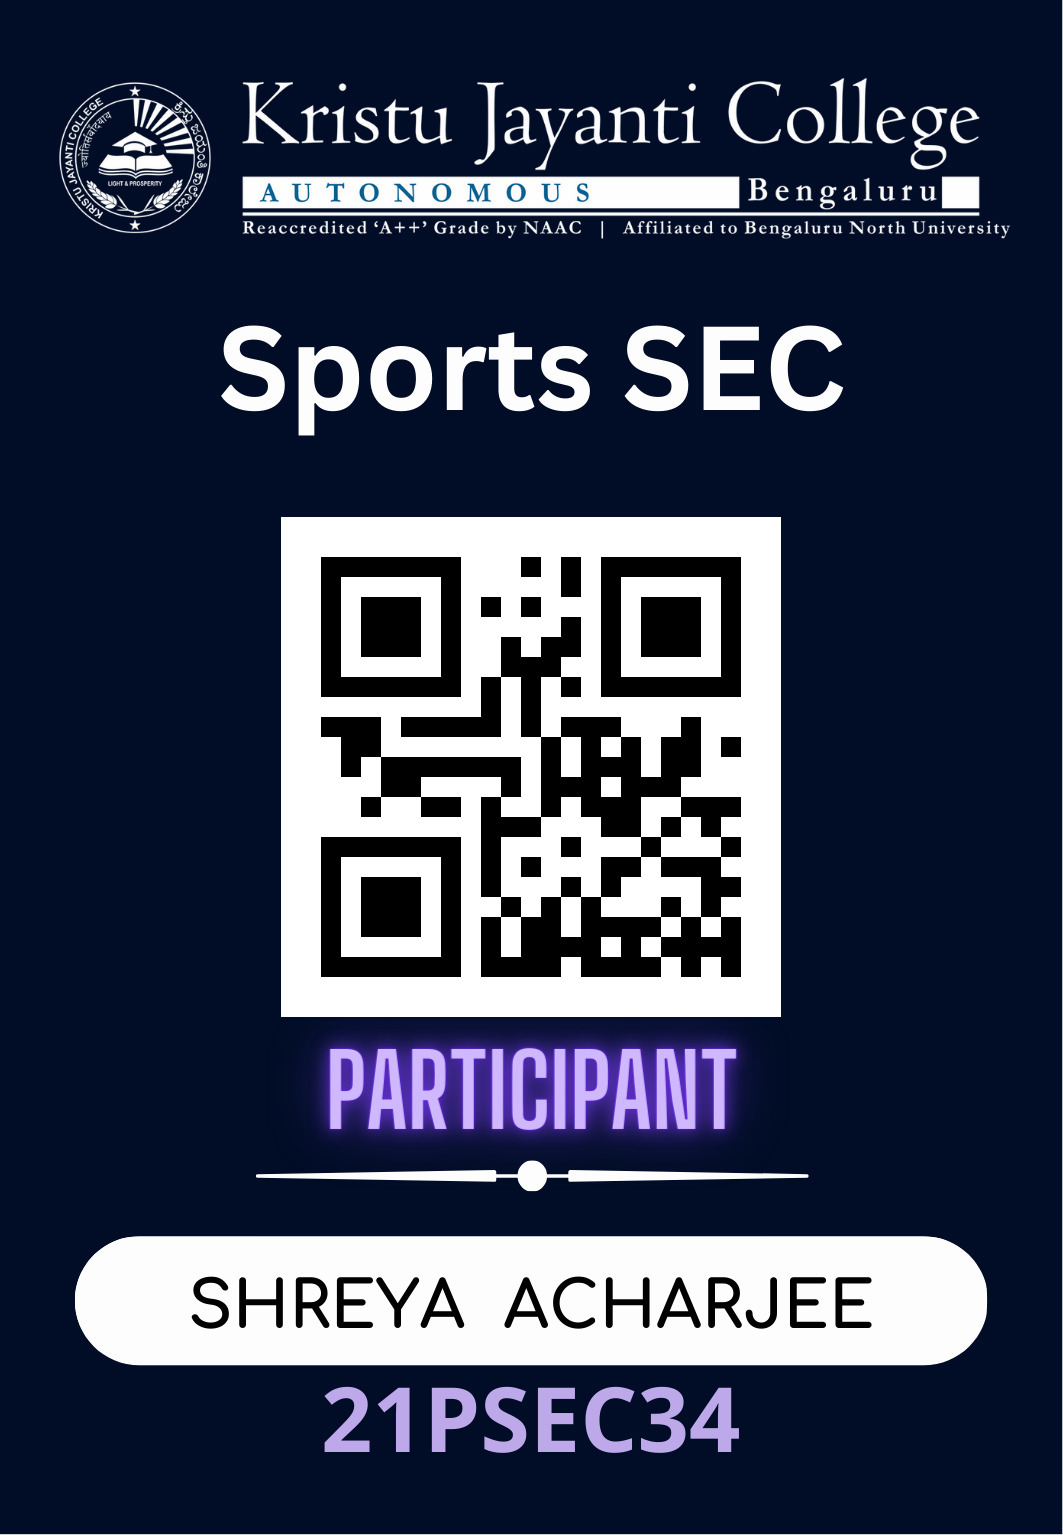 KRISTU JAYANTI COLLEGE
ಕ್ರಿಸ್ತು ಜಯಂತಿ ಕಾಲೇಜು
LIGHT & PROSPERITY
Kristu Jayanti College
AUTONOMOUS Bengaluru
Reaccredited ‘A++’ Grade by NAAC | Affiliated to Bengaluru North University
Sports SEC
PARTICIPANT
SHREYA ACHARJEE
21PSEC34